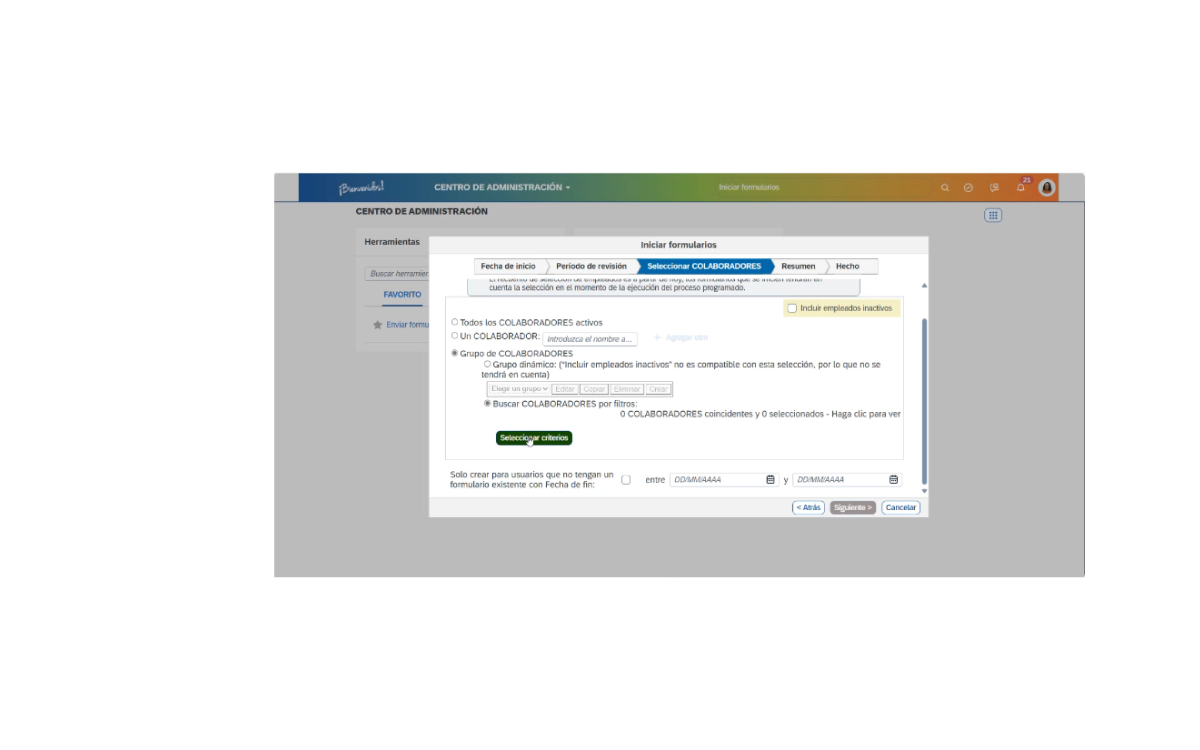 ¡Bienvenidos!
CENTRO DE ADMINISTRACIÓN
Iniciar formularios
21
CENTRO DE ADMINISTRACIÓN
Herramientas
Iniciar formularios
Fecha de inicio
Período de revisión
Seleccionar COLABORADORES
Resumen
Hecho
Buscar herramien
cuenta la selección en el momento de la ejecución del proceso programado.
FAVORITO
Incluir empleados inactivos
Enviar formu
Todos los COLABORADORES activos
Un COLABORADOR: Introduzca el nombre a... + Agregar otro
Grupo de COLABORADORES
Grupo dinámico: ("Incluir empleados inactivos" no es compatible con esta selección, por lo que no se
tendrá en cuenta)
Elegir un grupo Editar Copiar Eliminar Crear
Buscar COLABORADORES por filtros:
0 COLABORADORES coincidentes y 0 seleccionados - Haga clic para ver
Seleccionar criterios
Solo crear para usuarios que no tengan un
formulario existente con Fecha de fin:
entre DD/MM/AAAA y DD/MM/AAAA
< Atrás Siguiente > Cancelar